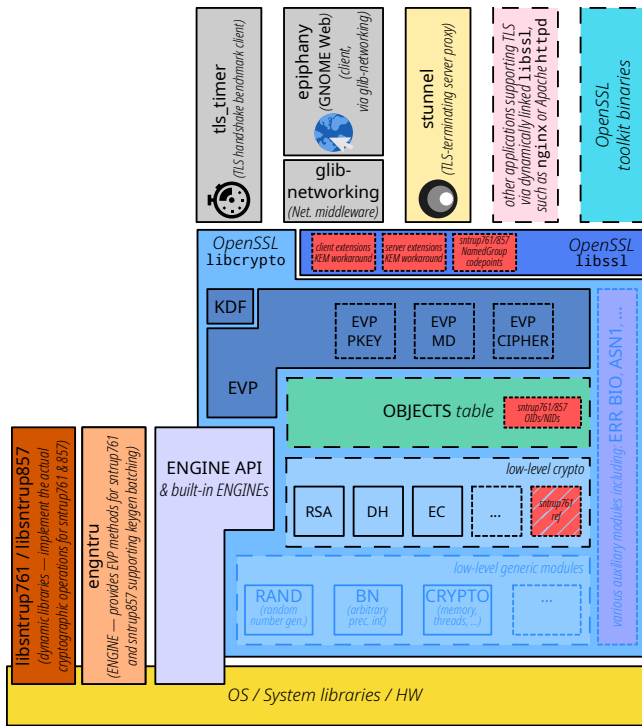 tls_timer
(TLS handshake benchmark client)
epiphany
(GNOME Web)
(client,
via glib-networking)
glib-
networking
(Net. middleware)
stunnel
(TLS-terminating server proxy)
other applications supporting TLS
via dynamically linked libssl,
such as nginx or Apache httpd
OpenSSL
toolkit binaries
OpenSSL
libcrypto
client extensions
KEM workaround
server extensions
KEM workaround
sntrup761/857
NamedGroup
codepoints
OpenSSL
libssl
KDF
EVP
EVP
PKEY
EVP
MD
EVP
CIPHER
OBJECTS table
sntrup761/857
OIDs/NIDs
various auxiliary modules including: ERR, BIO, ASN1, ...
libsntrup761 / libsntrup857
(dynamic libraries — implement the actual
cryptographic operations for sntrup761 & 857)
engntru
(ENGINE — provides EVP methods for sntrup761
and sntrup857 supporting keygen batching)
ENGINE API
& built-in ENGINEs
low-level crypto
RSA
DH
EC
...
sntrup761
ref
low-level generic modules
RAND
(random
number gen.)
BN
(arbitrary
prec. int)
CRYPTO
(memory,
threads, ...)
...
OS / System libraries / HW